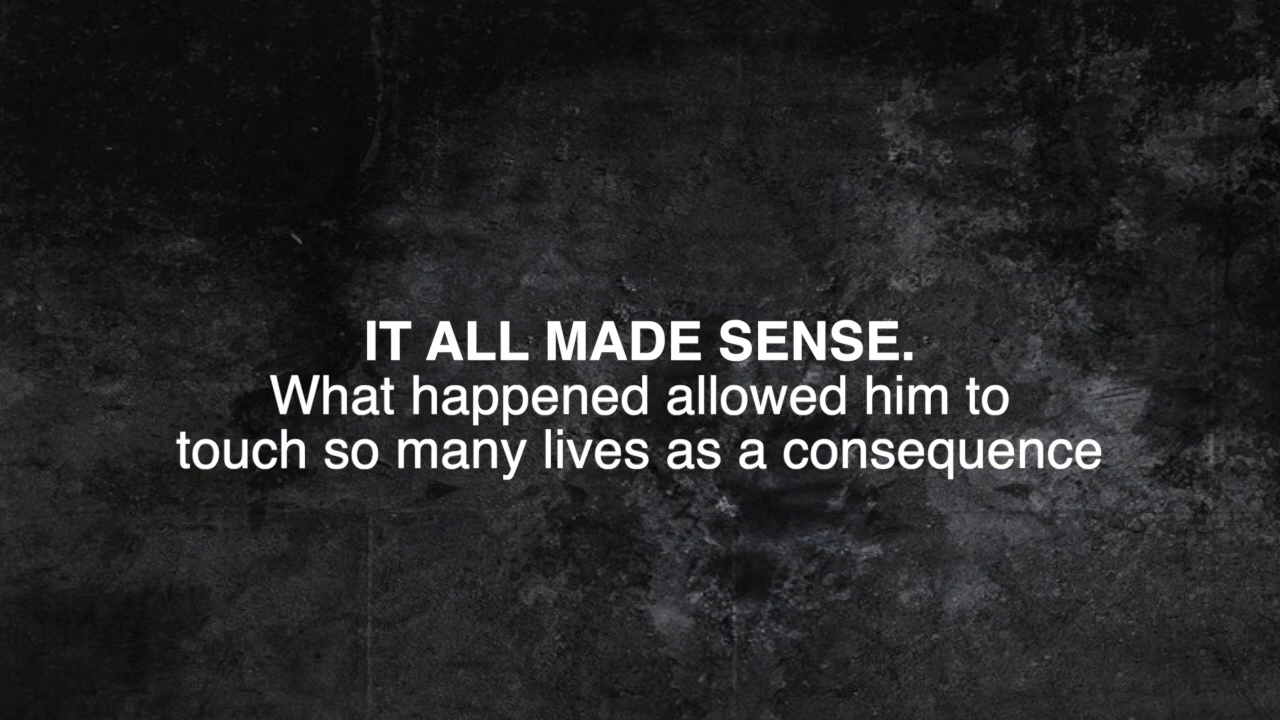 IT ALL MADE SENSE.
What happened allowed him to
touch so many lives as a consequence